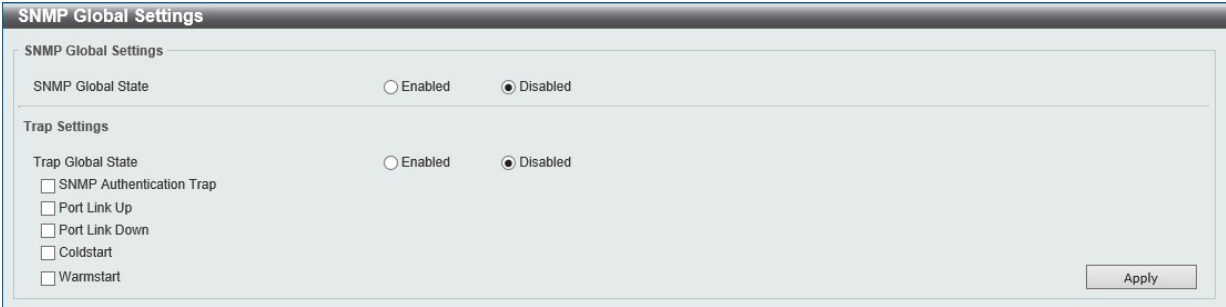 SNMP Global Settings
SNMP Global Settings
SNMP Global State Enabled Disabled
Trap Settings
Trap Global State Enabled Disabled
SNMP Authentication Trap
Port Link Up
Port Link Down
Coldstart
Warmstart
Apply